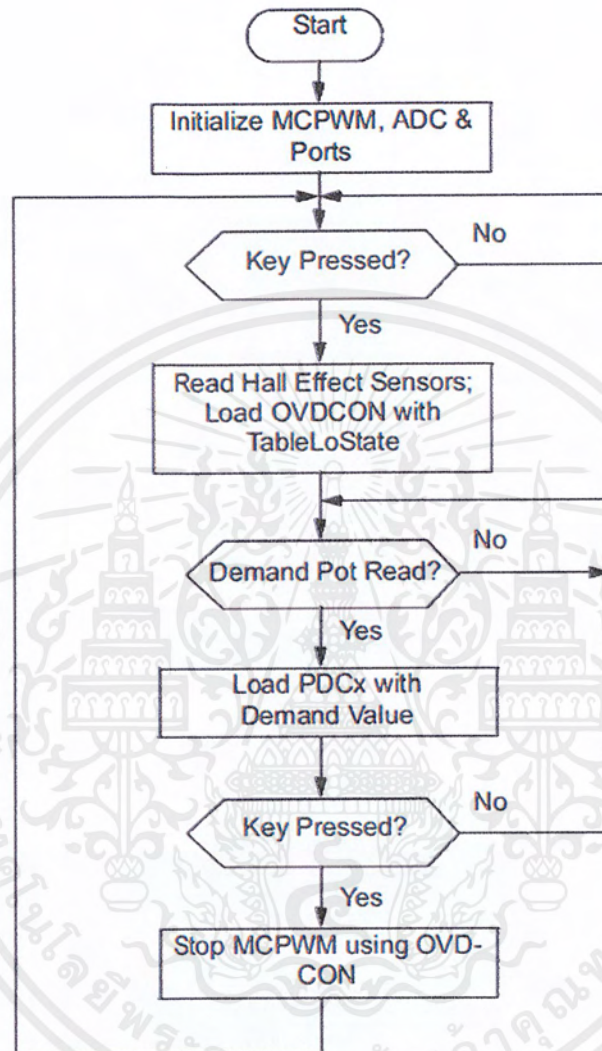 Start
Initialize MCPWM, ADC &
Ports
No
Key Pressed?
Yes
Read Hall Effect Sensors;
Load OVDCON with
TableLoState
No
Demand Pot Read?
Yes
Load PDCx with
Demand Value
No
Key Pressed?
Yes
Stop MCPWM using OVD-
CON